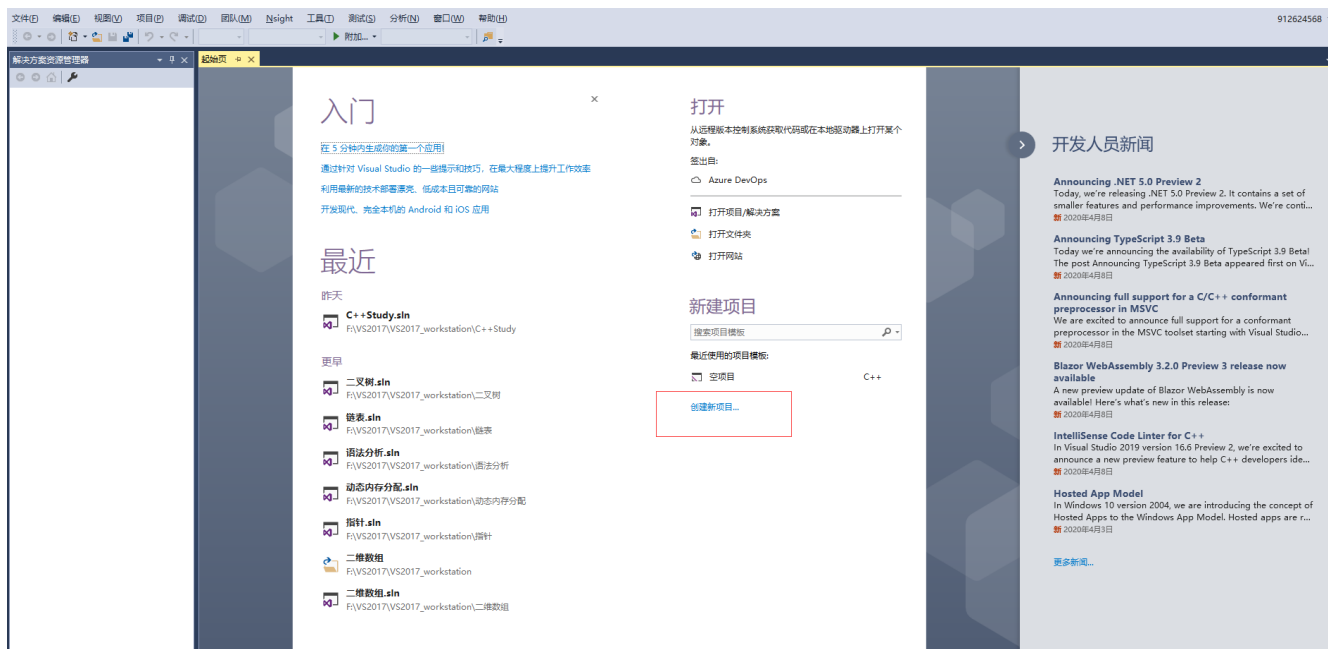 文件(F) 编辑(E) 视图(V) 项目(P) 调试(D) 团队(M) Nsight 工具(T) 测试(S) 分析(N) 窗口(W) 帮助(H) 912624568
附加...
解决方案资源管理器
起始页
入门
在 5 分钟内生成你的第一个应用!
通过针对 Visual Studio 的一些提示和技巧，在最大程度上提升工作效率
利用最新的技术部署漂亮、低成本且可靠的网站
开发现代、完全本机的 Android 和 iOS 应用
最近
昨天
C++Study.sln
F:\VS2017\VS2017_workstation\C++Study
更早
二叉树.sln
F:\VS2017\VS2017_workstation\二叉树
链表.sln
F:\VS2017\VS2017_workstation\链表
语法分析.sln
F:\VS2017\VS2017_workstation\语法分析
动态内存分配.sln
F:\VS2017\VS2017_workstation\动态内存分配
指针.sln
F:\VS2017\VS2017_workstation\指针
二维数组
F:\VS2017\VS2017_workstation
二维数组.sln
F:\VS2017\VS2017_workstation\二维数组
打开
从远程版本控制系统获取代码或在本地驱动器上打开某个
对象。
签出自:
Azure DevOps
打开项目/解决方案
打开文件夹
打开网站
新建项目
搜索项目模板
最近使用的项目模板:
空项目 C++
创建新项目...
开发人员新闻
Announcing .NET 5.0 Preview 2
Today, we're releasing .NET 5.0 Preview 2. It contains a set of
smaller features and performance improvements. We're conti...
新 2020年4月8日
Announcing TypeScript 3.9 Beta
Today we're announcing the availability of TypeScript 3.9 Beta!
The post Announcing TypeScript 3.9 Beta appeared first on Vi...
新 2020年4月8日
Announcing full support for a C/C++ conformant
preprocessor in MSVC
We are excited to announce full support for a conformant
preprocessor in the MSVC toolset starting with Visual Studio...
新 2020年4月8日
Blazor WebAssembly 3.2.0 Preview 3 release now
available
A new preview update of Blazor WebAssembly is now
available! Here's what's new in this release:
新 2020年4月8日
IntelliSense Code Linter for C++
In Visual Studio 2019 version 16.6 Preview 2, we're excited to
announce a new preview feature to help C++ developers ide...
新 2020年4月8日
Hosted App Model
In Windows 10 version 2004, we are introducing the concept of
Hosted Apps to the Windows App Model. Hosted apps are r...
新 2020年4月3日
更多新闻...